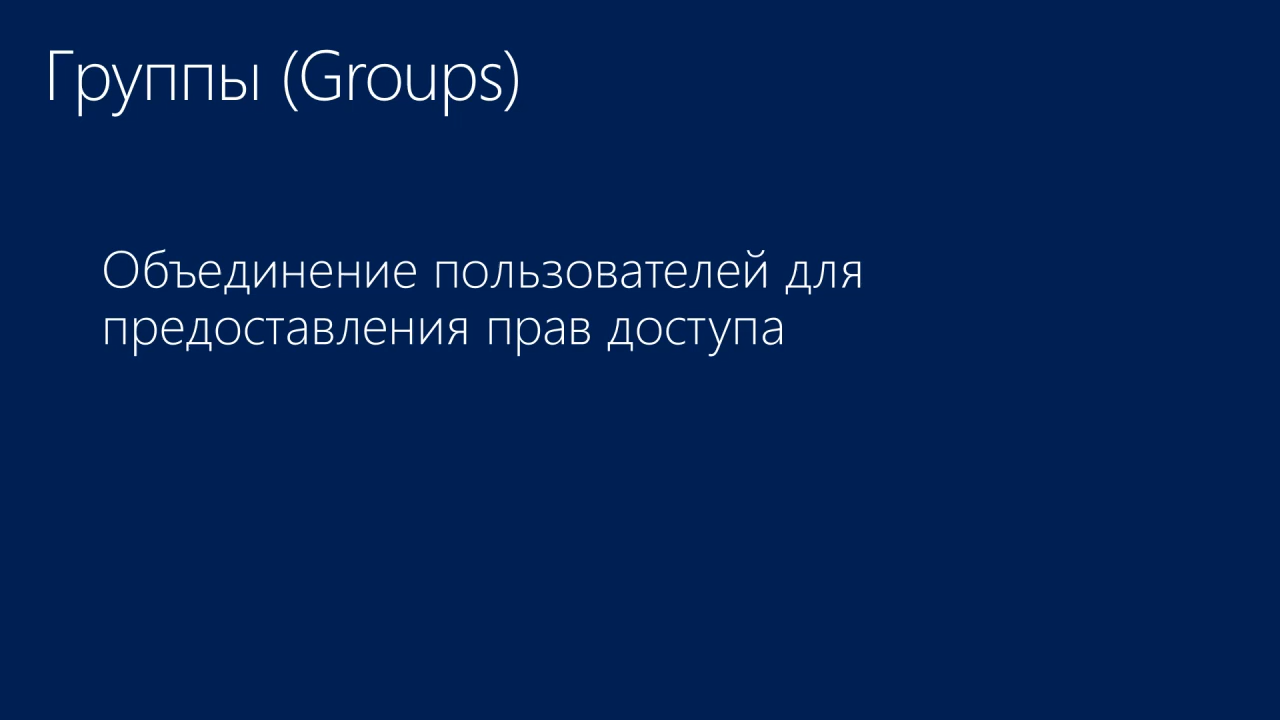 Группы (Groups)
Объединение пользователей для
предоставления прав доступа